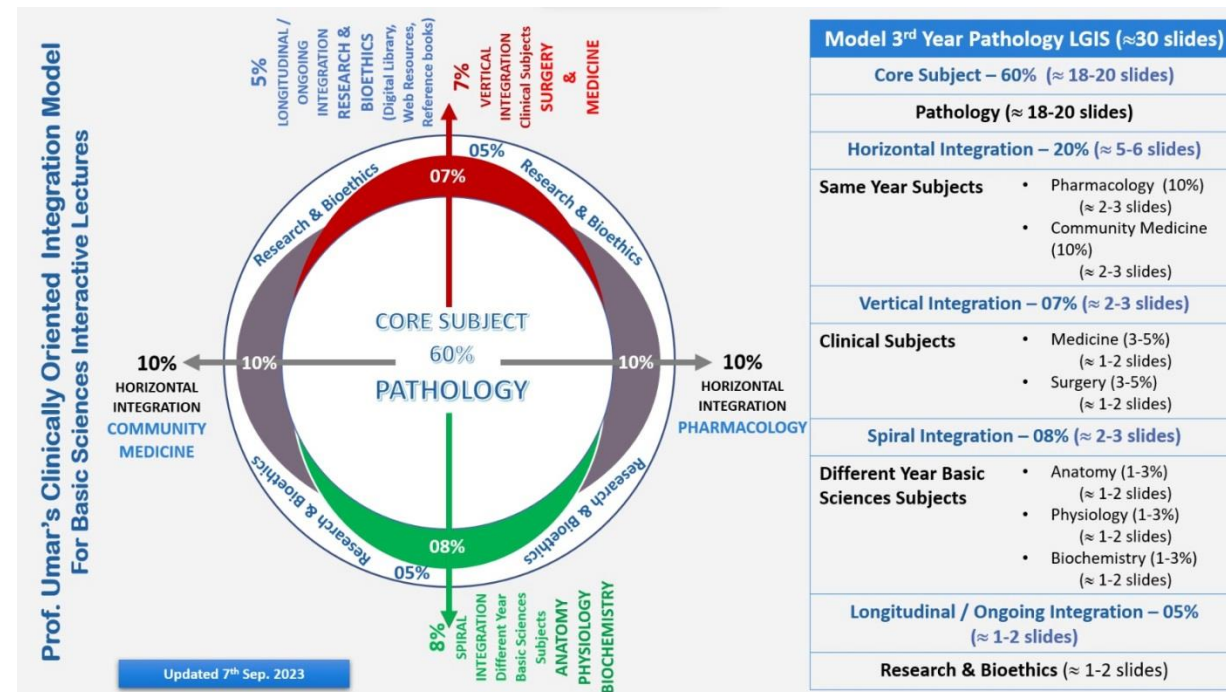 Prof. Umar's Clinically Oriented Integration Model
For Basic Sciences Interactive Lectures
5%
LONGITUDINAL /
ONGOING
INTEGRATION
RESEARCH &
BIOETHICS
(Digital Library,
Web Resources,
Reference books)
7%
VERTICAL
INTEGRATION
Clinical Subjects
SURGERY
&
MEDICINE
05%
Research & Bioethics
Research & Bioethics
07%
CORE SUBJECT
60%
PATHOLOGY
10%
10%
10%
HORIZONTAL
INTEGRATION
COMMUNITY
MEDICINE
10%
HORIZONTAL
INTEGRATION
PHARMACOLOGY
Research & Bioethics
Research & Bioethics
08%
05%
8%
SPIRAL
INTEGRATION
Different Year
Basic Sciences
Subjects
ANATOMY
PHYSIOLOGY
BIOCHEMISTRY
Updated 7th Sep. 2023
Model 3rd Year Pathology LGIS (≈30 slides)
Core Subject – 60% (≈ 18-20 slides)
Pathology (≈ 18-20 slides)
Horizontal Integration – 20% (≈ 5-6 slides)
Same Year Subjects
• Pharmacology (10%)
(≈ 2-3 slides)
• Community Medicine
(10%)
(≈ 2-3 slides)
Vertical Integration – 07% (≈ 2-3 slides)
Clinical Subjects
• Medicine (3-5%)
(≈ 1-2 slides)
• Surgery (3-5%)
(≈ 1-2 slides)
Spiral Integration – 08% (≈ 2-3 slides)
Different Year Basic
Sciences Subjects
• Anatomy (1-3%)
(≈ 1-2 slides)
• Physiology (1-3%)
(≈ 1-2 slides)
• Biochemistry (1-3%)
(≈ 1-2 slides)
Longitudinal / Ongoing Integration – 05%
(≈ 1-2 slides)
Research & Bioethics (≈ 1-2 slides)